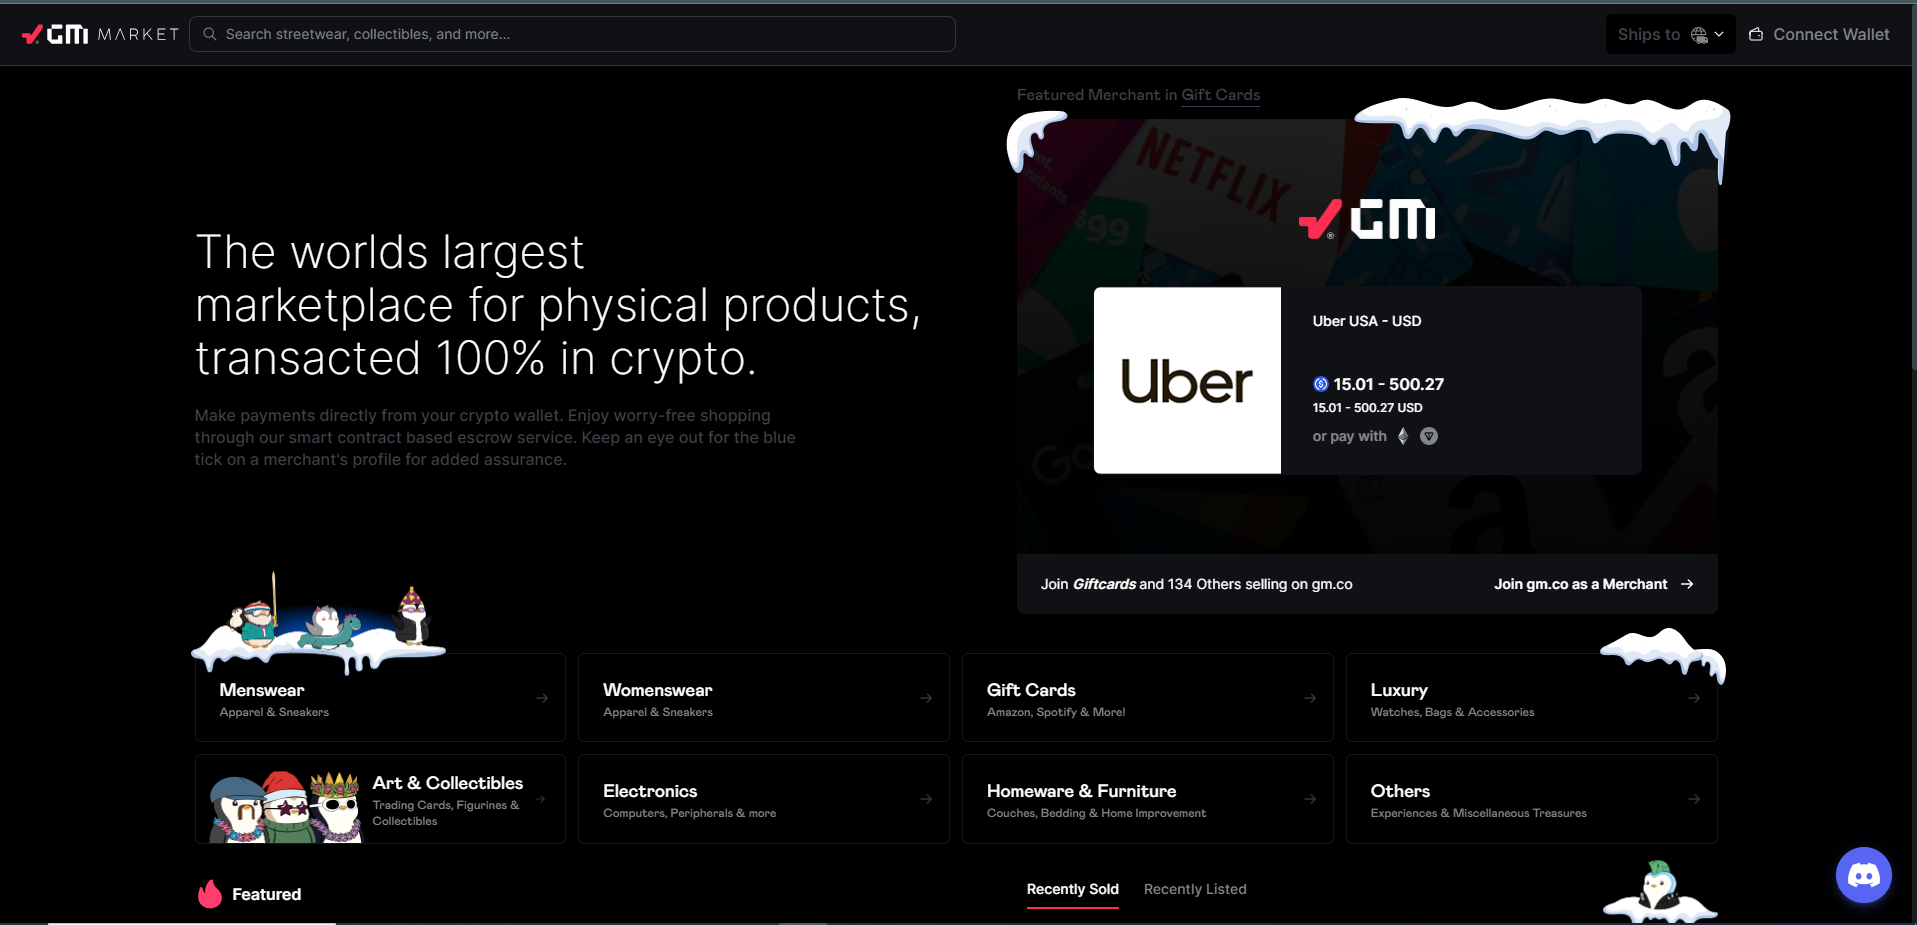 GM MARKET
Search streetwear, collectibles, and more...
Ships to
Connect Wallet
Featured Merchant in Gift Cards
NETFLIX
$99
GM
The worlds largest
marketplace for physical products,
transacted 100% in crypto.
Make payments directly from your crypto wallet. Enjoy worry-free shopping
through our smart contract based escrow service. Keep an eye out for the blue
tick on a merchant's profile for added assurance.
Uber
Uber USA - USD
15.01 - 500.27
15.01 - 500.27 USD
or pay with
50
Join Giftcards and 134 Others selling on gm.co
Join gm.co as a Merchant
Menswear
Apparel & Sneakers
Womenswear
Apparel & Sneakers
Gift Cards
Amazon, Spotify & More!
Luxury
Watches, Bags & Accessories
Art & Collectibles
Trading Cards, Figurines &
Collectibles
Electronics
Computers, Peripherals & more
Homeware & Furniture
Couches, Bedding & Home Improvement
Others
Experiences & Miscellaneous Treasures
Featured
Recently Sold
Recently Listed